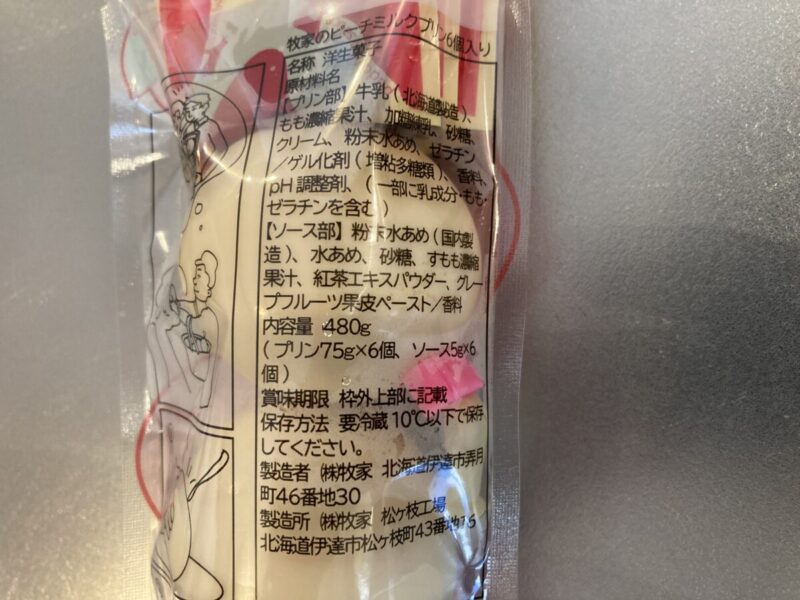 牧家のピーチミルクプリン6個入り
名称 洋生菓子
原材料名
【プリン部】牛乳(北海道製造)、
もも濃縮果汁、加糖練乳、砂糖、
クリーム、粉末水あめ、ゼラチン
/ゲル化剤(増粘多糖類)、香料、
pH調整剤、(一部に乳成分・もも・
ゼラチンを含む)
【ソース部】粉末水あめ(国内製
造)、水あめ、砂糖、すもも濃縮
果汁、紅茶エキスパウダー、グレー
プフルーツ果皮ペースト/香料
内容量 480g
(プリン75g×6個、ソース5g×6
個)
賞味期限 枠外上部に記載
保存方法 要冷蔵10℃以下で保存
してください。
製造者 ㈱牧家 北海道伊達市弄月
町46番地30
製造所 ㈱牧家 松ヶ枝工場
北海道伊達市松ヶ枝町43番地16